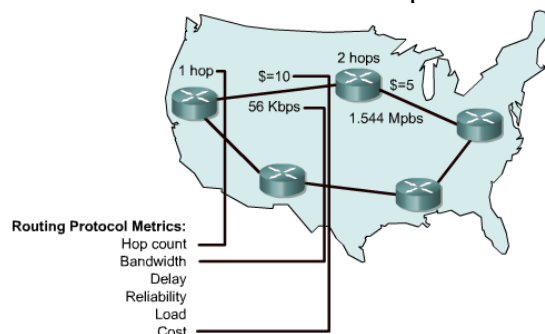 2 hops
1 hop
$=10
$=5
56 Kbps
1.544 Mpbs
Routing Protocol Metrics:
Hop count
Bandwidth
Delay
Reliability
Load
Cost